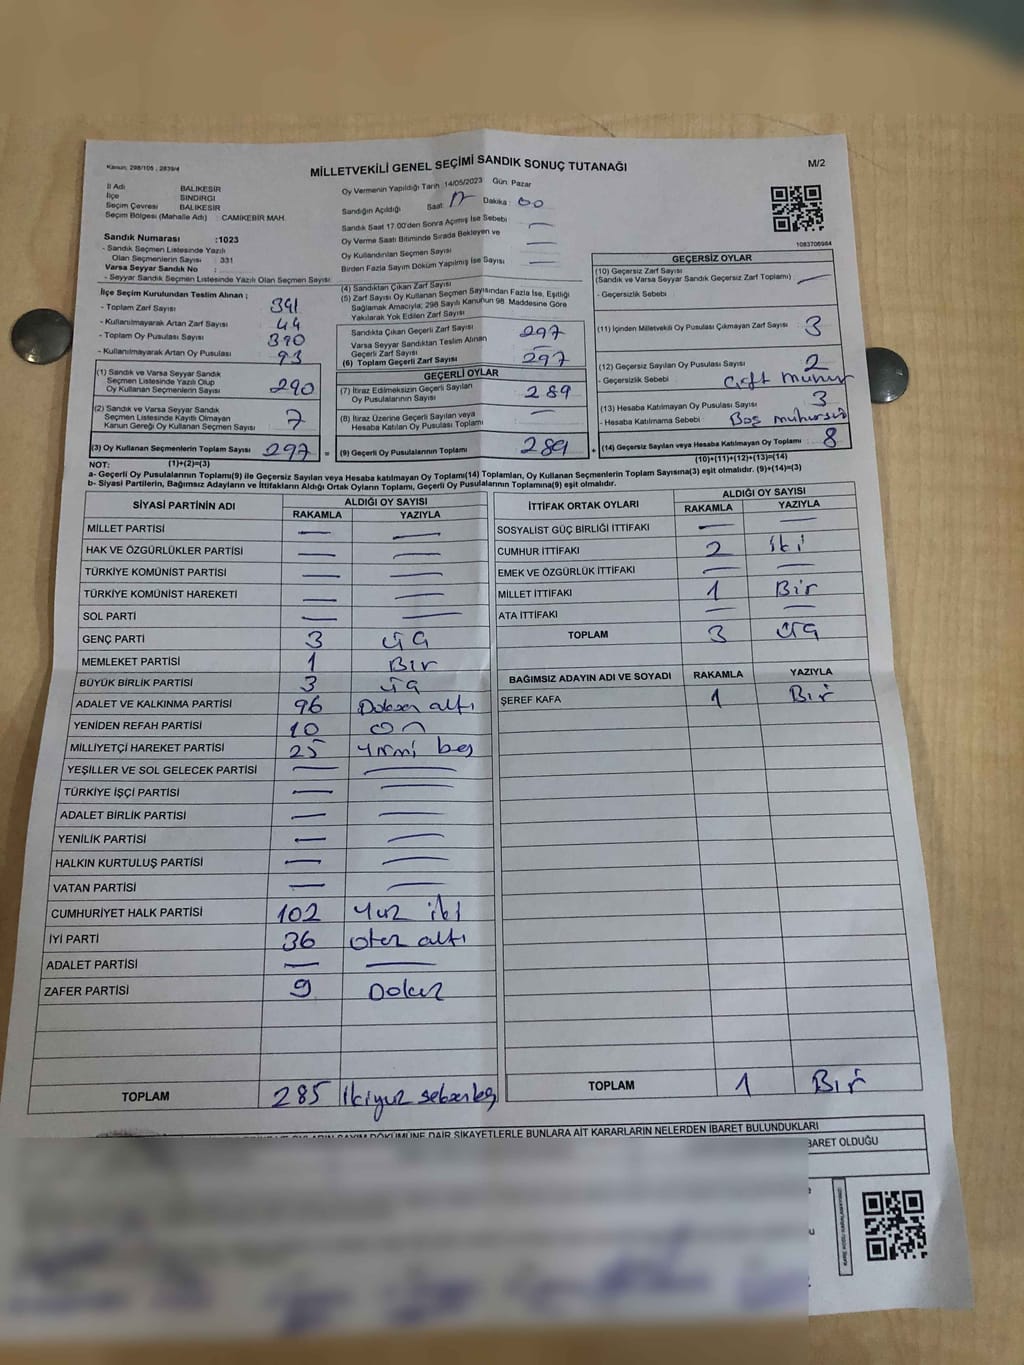 Kanun: 298/106 , 2839/4
MİLLETVEKİLİ GENEL SEÇİMİ SANDIK SONUÇ TUTANAĞI
M/2
İl Adı BALIKESİR
İlçe SINDIRGI
Seçim Çevresi BALIKESİR
Seçim Bölgesi (Mahalle Adı) : CAMİKEBİR MAH.
Sandık Numarası :1023
- Sandık Seçmen Listesinde Yazılı
Olan Seçmenlerin Sayısı : 331
Varsa Seyyar Sandık No :
- Seyyar Sandık Seçmen Listesinde Yazılı Olan Seçmen Sayısı
Oy Vermenin Yapıldığı Tarih 14/05/2023 Gün: Pazar
Sandığın Açıldığı Saat: 17 Dakika: 00
Sandık Saat 17.00'den Sonra Açımış İse Sebebi —
Oy Verme Saati Bitiminde Sırada Bekleyen ve
Oy Kullandırılan Seçmen Sayısı —
Birden Fazla Sayım Döküm Yapılmış İse Sayısı —
1083706984
İlçe Seçim Kurulundan Teslim Alınan ;
- Toplam Zarf Sayısı : 341
- Kullanılmayarak Artan Zarf Sayısı : 44
- Toplam Oy Pusulası Sayısı : 390
- Kullanılmayarak Artan Oy Pusulası : 93
(1) Sandık ve Varsa Seyyar Sandık
Seçmen Listesinde Yazılı Olup
Oy Kullanan Seçmenlerin Sayısı : 290
(2) Sandık ve Varsa Seyyar Sandık
Seçmen Listesinde Kayıtlı Olmayan
Kanun Gereği Oy Kullanan Seçmen Sayısı : 7
(3) Oy Kullanan Seçmenlerin Toplam Sayısı : 297 =
(1)+(2)=(3)
(4) Sandıktan Çıkan Zarf Sayısı
(5) Zarf Sayısı Oy Kullanan Seçmen Sayısından Fazla İse, Eşitliği
Sağlamak Amacıyla; 298 Sayılı Kanunun 98. Maddesine Göre
Yakılarak Yok Edilen Zarf Sayısı
Sandıkta Çıkan Geçerli Zarf Sayısı 297
Varsa Seyyar Sandıktan Teslim Alınan
Geçerli Zarf Sayısı —
(6) Toplam Geçerli Zarf Sayısı 297
GEÇERLİ OYLAR
(7) İtiraz Edilmeksizin Geçerli Sayılan
Oy Pusulalarının Sayısı : 289
(8) İtiraz Üzerine Geçerli Sayılan veya
Hesaba Katılan Oy Pusulası Toplamı : —
(9) Geçerli Oy Pusulalarının Toplamı : 289 +
GEÇERSİZ OYLAR
(10) Geçersiz Zarf Sayısı
(Sandık ve Varsa Seyyar Sandık Geçersiz Zarf Toplamı) : —
- Geçersizlik Sebebi :
(11) İçinden Milletvekili Oy Pusulası Çıkmayan Zarf Sayısı : 3
(12) Geçersiz Sayılan Oy Pusulası Sayısı : 2
- Geçersizlik Sebebi : çift mühür
(13) Hesaba Katılmayan Oy Pusulası Sayısı : 3
- Hesaba Katılmama Sebebi : Boş mühürsüz
(14) Geçersiz Sayılan veya Hesaba Katılmayan Oy Toplamı : 8
(10)+(11)+(12)+(13)=(14)
NOT:
a- Geçerli Oy Pusulalarının Toplamı(9) ile Geçersiz Sayılan veya Hesaba katılmayan Oy Toplamı(14) Toplamları, Oy Kullanan Seçmenlerin Toplam Sayısına(3) eşit olmalıdır. (9)+(14)=(3)
b- Siyasi Partilerin, Bağımsız Adayların ve İttifakların Aldığı Ortak Oyların Toplamı, Geçerli Oy Pusulalarının Toplamına(9) eşit olmalıdır.
SİYASİ PARTİNİN ADI ALDIĞI OY SAYISI
RAKAMLA YAZIYLA
MİLLET PARTİSİ — —
HAK VE ÖZGÜRLÜKLER PARTİSİ — —
TÜRKİYE KOMÜNİST PARTİSİ — —
TÜRKİYE KOMÜNİST HAREKETİ — —
SOL PARTİ — —
GENÇ PARTİ 3 üç
MEMLEKET PARTİSİ 1 Bir
BÜYÜK BİRLİK PARTİSİ 3 üç
ADALET VE KALKINMA PARTİSİ 96 Doksan altı
YENİDEN REFAH PARTİSİ 10 on
MİLLİYETÇİ HAREKET PARTİSİ 25 yirmi beş
YEŞİLLER VE SOL GELECEK PARTİSİ — —
TÜRKİYE İŞÇİ PARTİSİ — —
ADALET BİRLİK PARTİSİ — —
YENİLİK PARTİSİ — —
HALKIN KURTULUŞ PARTİSİ — —
VATAN PARTİSİ — —
CUMHURİYET HALK PARTİSİ 102 Yüz iki
İYİ PARTİ 36 otuz altı
ADALET PARTİSİ — —
ZAFER PARTİSİ 9 Dokuz
TOPLAM 285 İkiyüz seksenbeş
İTTİFAK ORTAK OYLARI ALDIĞI OY SAYISI
RAKAMLA YAZIYLA
SOSYALİST GÜÇ BİRLİĞİ İTTİFAKI — —
CUMHUR İTTİFAKI 2 iki
EMEK VE ÖZGÜRLÜK İTTİFAKI — —
MİLLET İTTİFAKI 1 Bir
ATA İTTİFAKI — —
TOPLAM 3 üç
BAĞIMSIZ ADAYIN ADI VE SOYADI RAKAMLA YAZIYLA
ŞEREF KAFA 1 Bir
TOPLAM 1 Bir
OYLARIN SAYIM DÖKÜMÜNE DAİR ŞİKAYETLERLE BUNLARA AİT KARARLARIN NELERDEN İBARET BULUNDUKLARI
BARET OLDUĞU